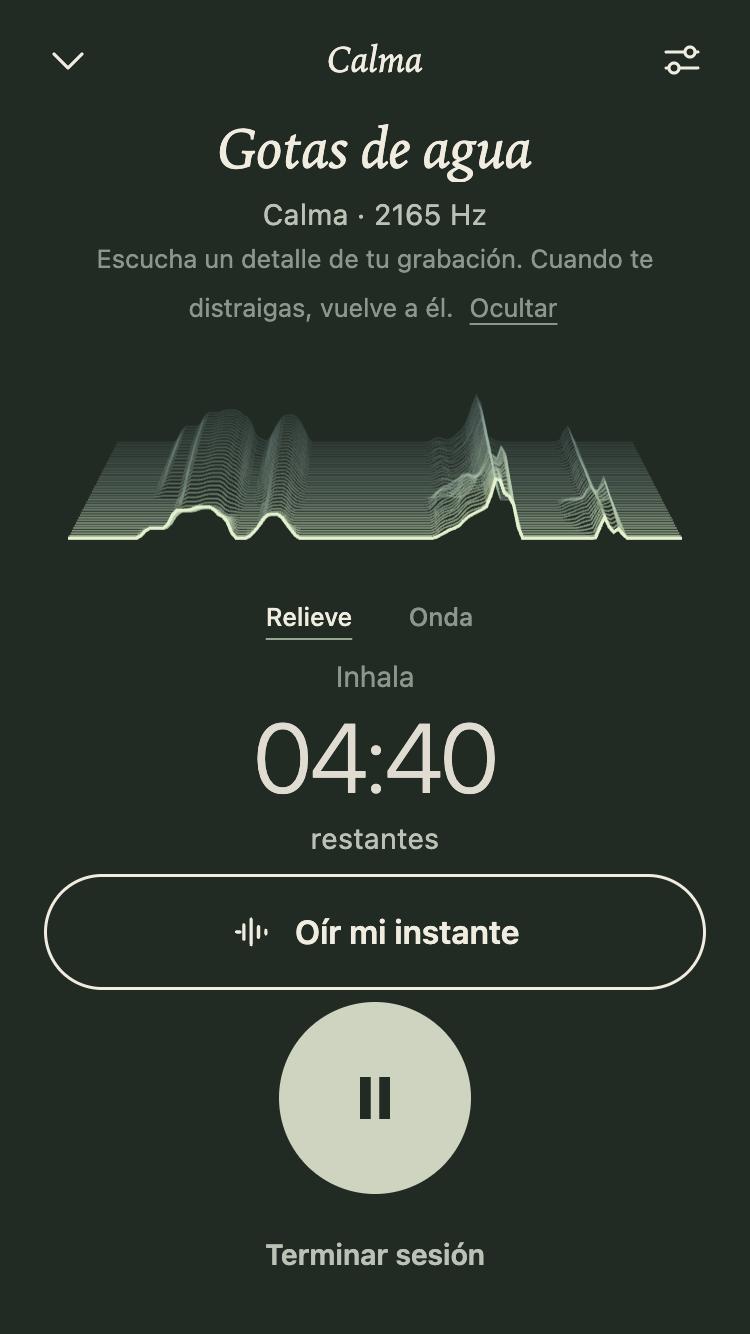 Calma
Gotas de agua
Calma · 2165 Hz
Escucha un detalle de tu grabación. Cuando te
distraigas, vuelve a él. Ocultar
Relieve Onda
Inhala
04:40
restantes
Oír mi instante
Terminar sesión